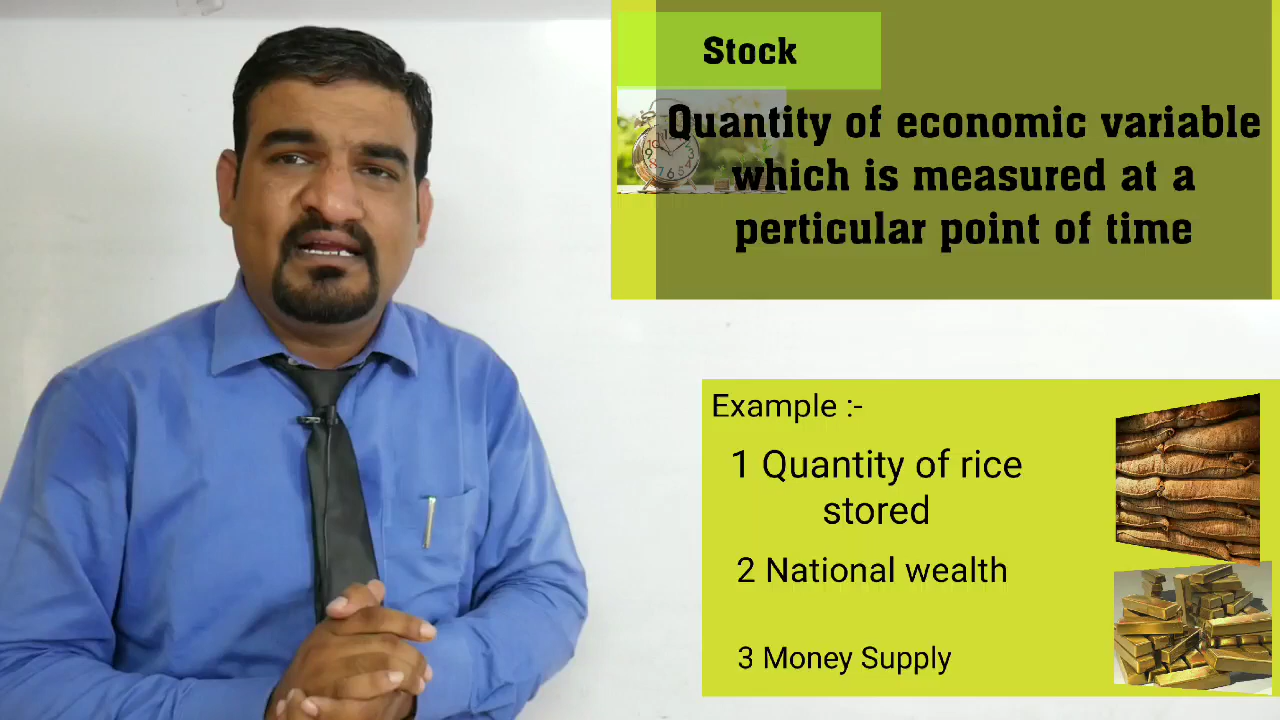 Stock
Quantity of economic variable
which is measured at a
perticular point of time
Example :-
1 Quantity of rice
stored
2 National wealth
3 Money Supply